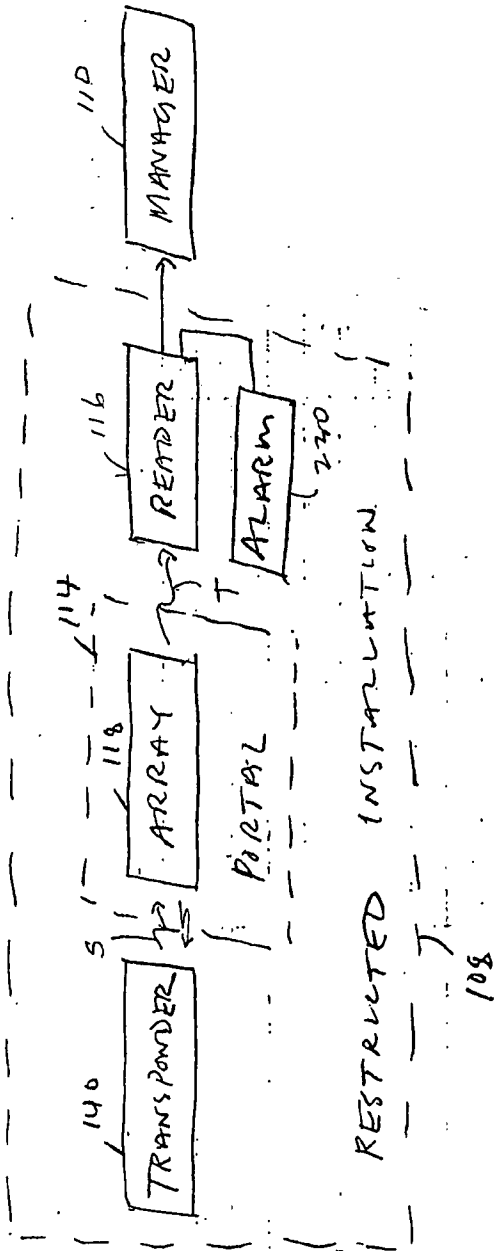 110
MANAGER
116
READER
ALARM
220
114
118
ARRAY
T
PORTAL
S
140
TRANSPONDER
RESTRICTED INSTALLATION
108